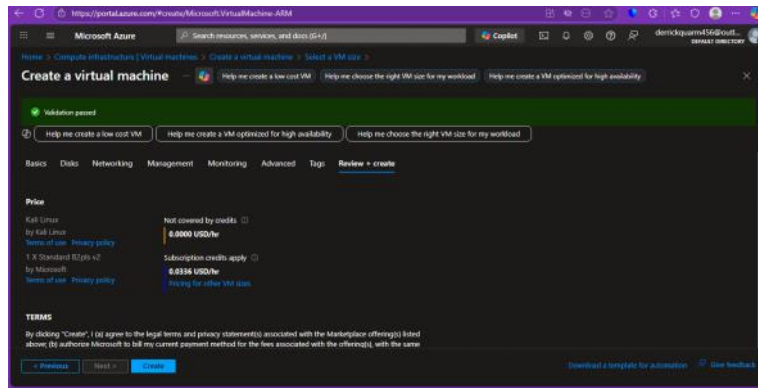 https://portal.azure.com/#create/Microsoft.VirtualMachine-ARM
Microsoft Azure
Search resources, services, and docs (G+/)
Copilot
derrickquarm456@outl...
DEFAULT DIRECTORY
Home > Compute infrastructure | Virtual machines > Create a virtual machine > Select a VM size >
Create a virtual machine
Help me create a low cost VM
Help me choose the right VM size for my workload
Help me create a VM optimized for high availability
Validation passed
Help me create a low cost VM
Help me create a VM optimized for high availability
Help me choose the right VM size for my workload
Basics Disks Networking Management Monitoring Advanced Tags Review + create
Price
Kali Linux
by Kali Linux
Terms of use Privacy policy
Not covered by credits
0.0000 USD/hr
1 X Standard B2pls v2
by Microsoft
Terms of use Privacy policy
Subscription credits apply
0.0336 USD/hr
Pricing for other VM sizes
TERMS
By clicking "Create", I (a) agree to the legal terms and privacy statement(s) associated with the Marketplace offering(s) listed
above; (b) authorize Microsoft to bill my current payment method for the fees associated with the offering(s), with the same
< Previous
Next >
Create
Download a template for automation
Give feedback